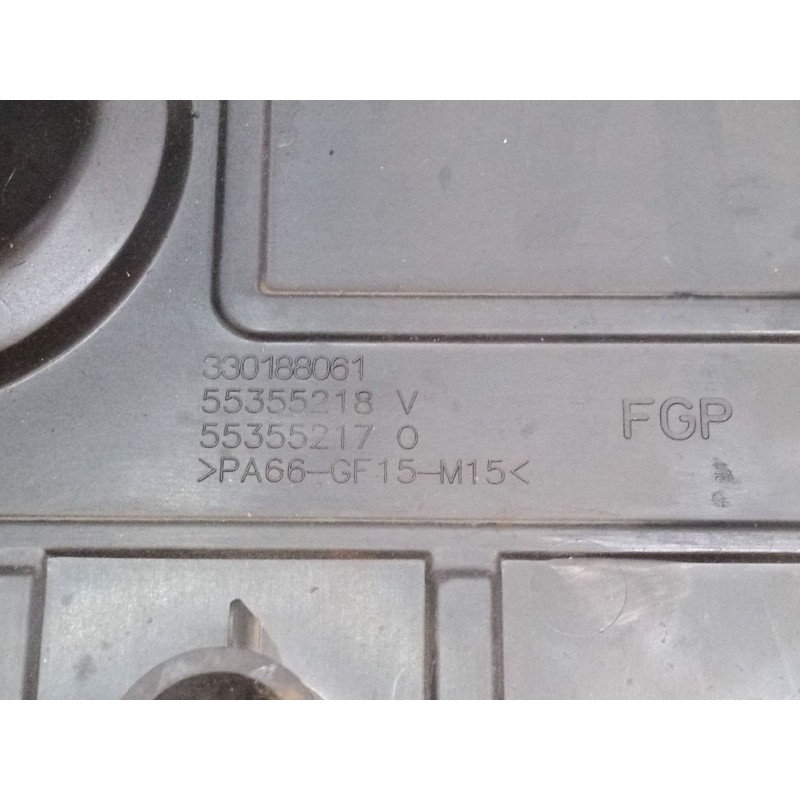 330188061
55355218 V
55355217 O
FGP
>PA66-GF15-M15<